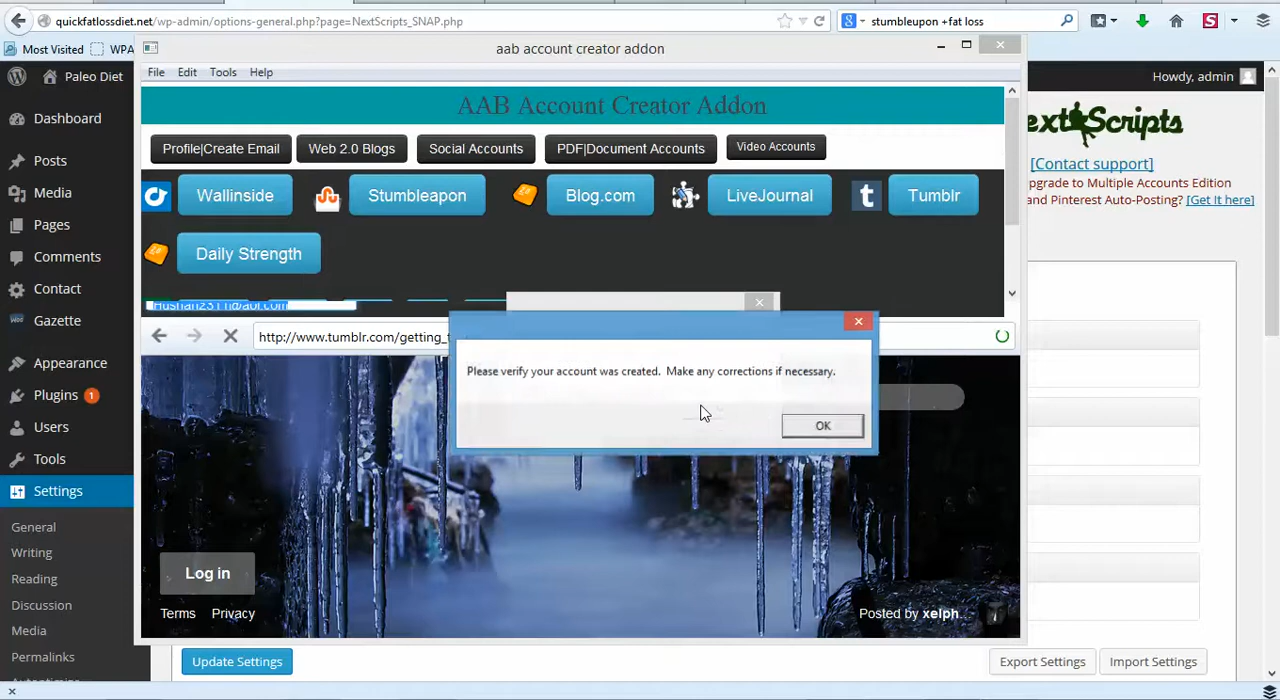 quickfatlossdiet.net/wp-admin/options-general.php?page=NextScripts_SNAP.php
stumbleupon +fat loss
Most Visited
WPA
aab account creator addon
Paleo Diet
Howdy, admin
File Edit Tools Help
AAB Account Creator Addon
Profile|Create Email Web 2.0 Blogs Social Accounts PDF|Document Accounts Video Accounts
Wallinside Stumbleapon Blog.com LiveJournal Tumblr
Daily Strength
extScripts
[Contact support]
pgrade to Multiple Accounts Edition
and Pinterest Auto-Posting? [Get It here]
Dashboard
Posts
Media
Pages
Comments
Contact
Gazette
Appearance
Plugins 1
Users
Tools
Settings
General
Writing
Reading
Discussion
Media
Permalinks
http://www.tumblr.com/getting_
Please verify your account was created. Make any corrections if necessary.
OK
Log in
Terms Privacy
Posted by xelph..
Update Settings
Export Settings Import Settings